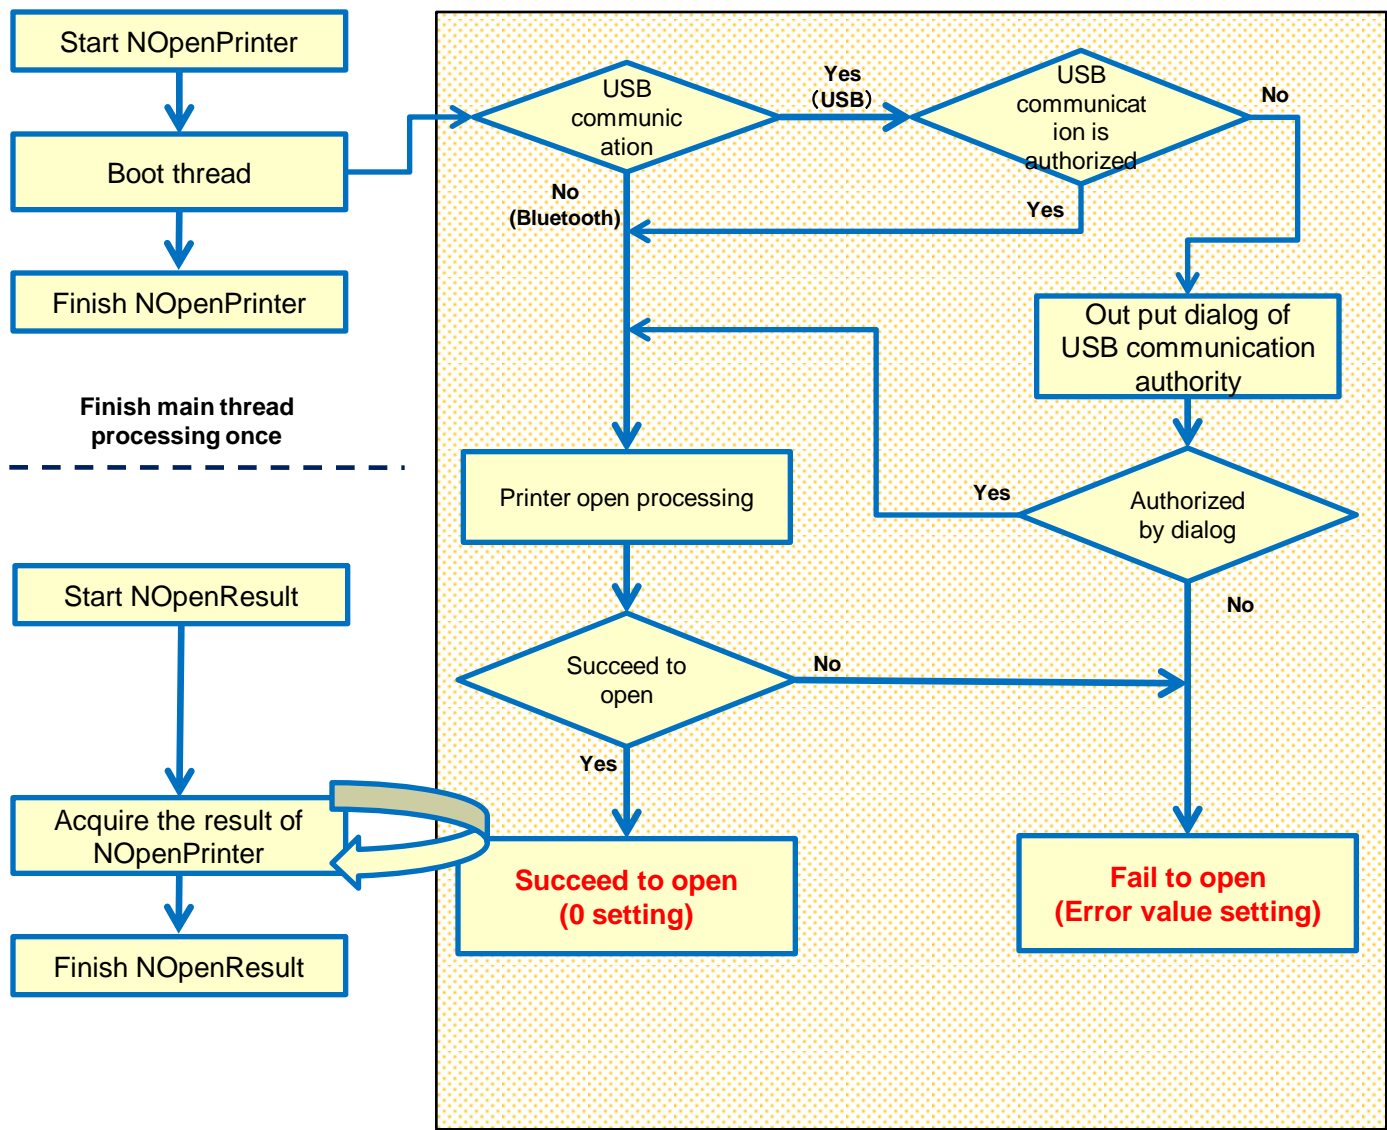 Start NOpenPrinter
Boot thread
Finish NOpenPrinter
Finish main thread
processing once
Start NOpenResult
Acquire the result of
NOpenPrinter
Finish NOpenResult
USB
communic
ation
Yes
(USB)
USB
communicat
ion is
authorized
No
No
(Bluetooth)
Yes
Out put dialog of
USB communication
authority
Printer open processing
Yes
Authorized
by dialog
No
Succeed to
open
No
Yes
Succeed to open
(0 setting)
Fail to open
(Error value setting)